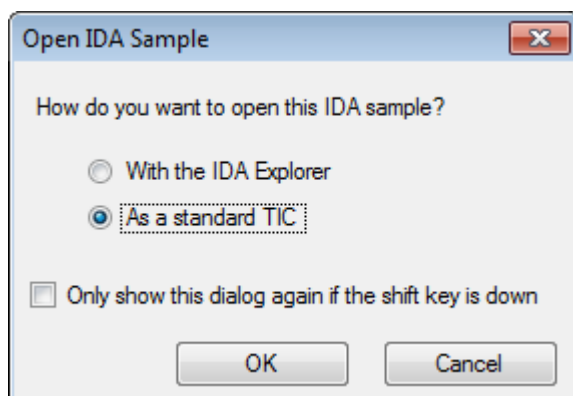 Open IDA Sample
How do you want to open this IDA sample?
With the IDA Explorer
As a standard TIC
Only show this dialog again if the shift key is down
OK
Cancel